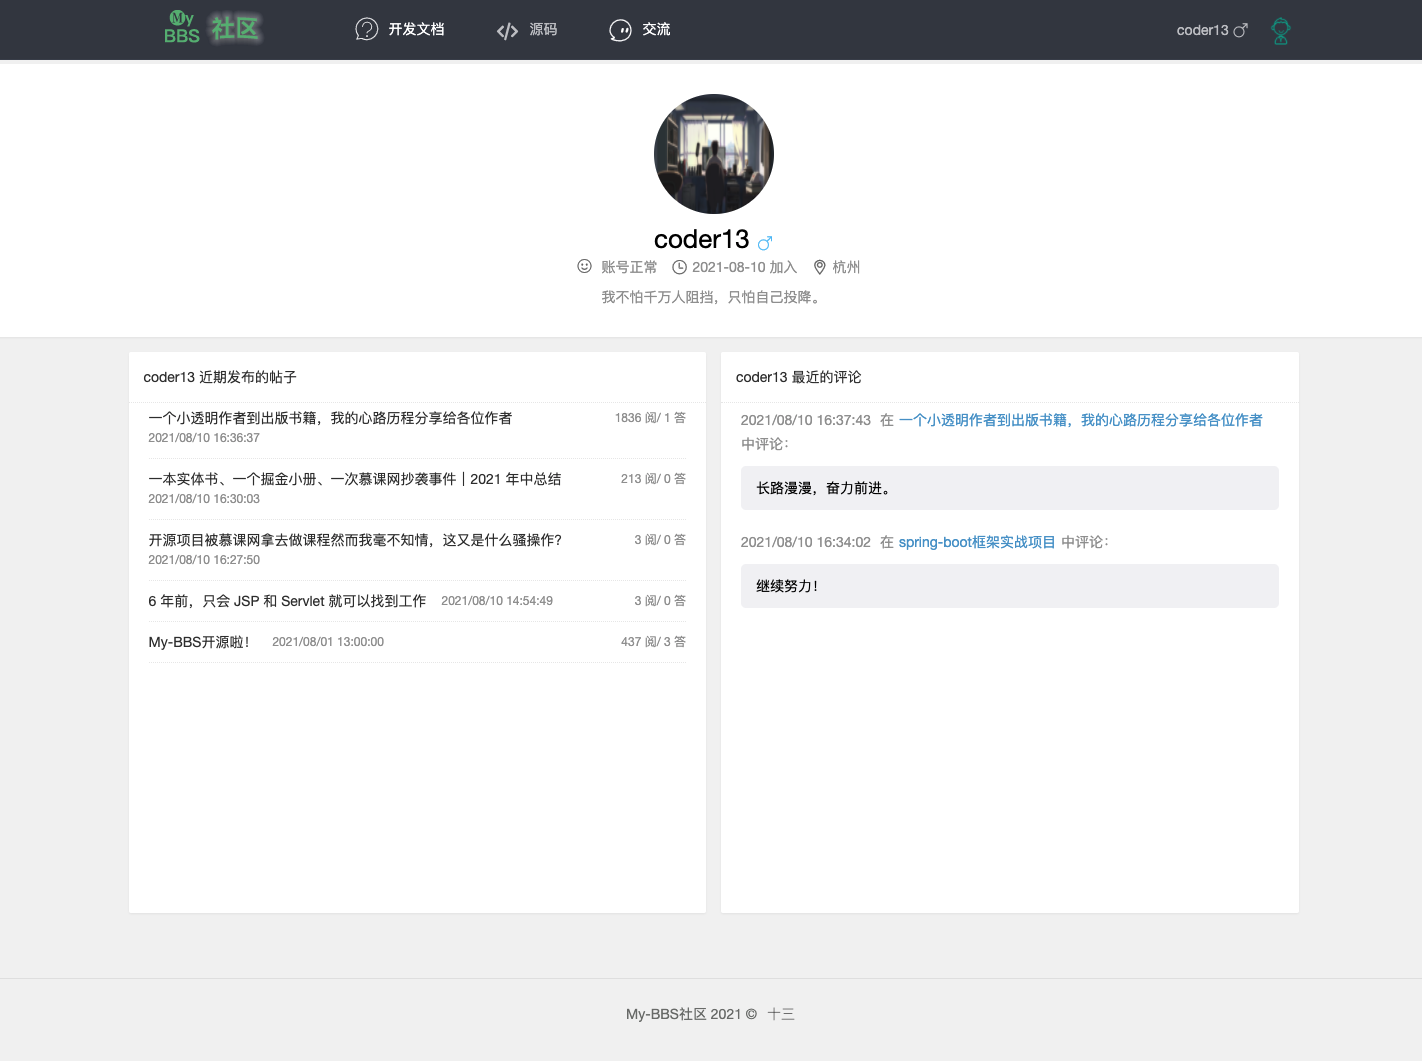 My
BBS 社区
开发文档
源码
交流
coder13
coder13
账号正常 2021-08-10 加入 杭州
我不怕千万人阻挡，只怕自己投降。
coder13 近期发布的帖子
一个小透明作者到出版书籍，我的心路历程分享给各位作者 1836 阅/ 1 答
2021/08/10 16:36:37
一本实体书、一个掘金小册、一次慕课网抄袭事件｜2021 年中总结 213 阅/ 0 答
2021/08/10 16:30:03
开源项目被慕课网拿去做课程然而我毫不知情，这又是什么骚操作? 3 阅/ 0 答
2021/08/10 16:27:50
6 年前，只会 JSP 和 Servlet 就可以找到工作 2021/08/10 14:54:49 3 阅/ 0 答
My-BBS开源啦！ 2021/08/01 13:00:00 437 阅/ 3 答
coder13 最近的评论
2021/08/10 16:37:43 在 一个小透明作者到出版书籍，我的心路历程分享给各位作者
中评论：
长路漫漫，奋力前进。
2021/08/10 16:34:02 在 spring-boot框架实战项目 中评论：
继续努力！
My-BBS社区 2021 © 十三